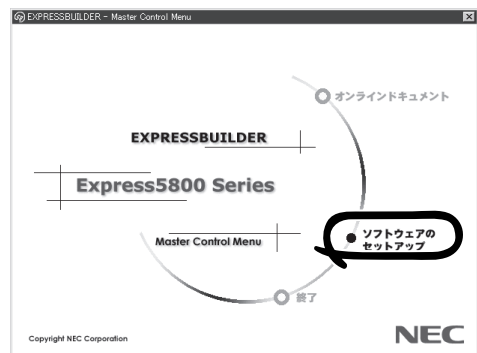 EXPRESSBUILDER - Master Control Menu
オンラインドキュメント
EXPRESSBUILDER
Express5800 Series
Master Control Menu
ソフトウェアの
セットアップ
終了
Copyright NEC Corporation
NEC